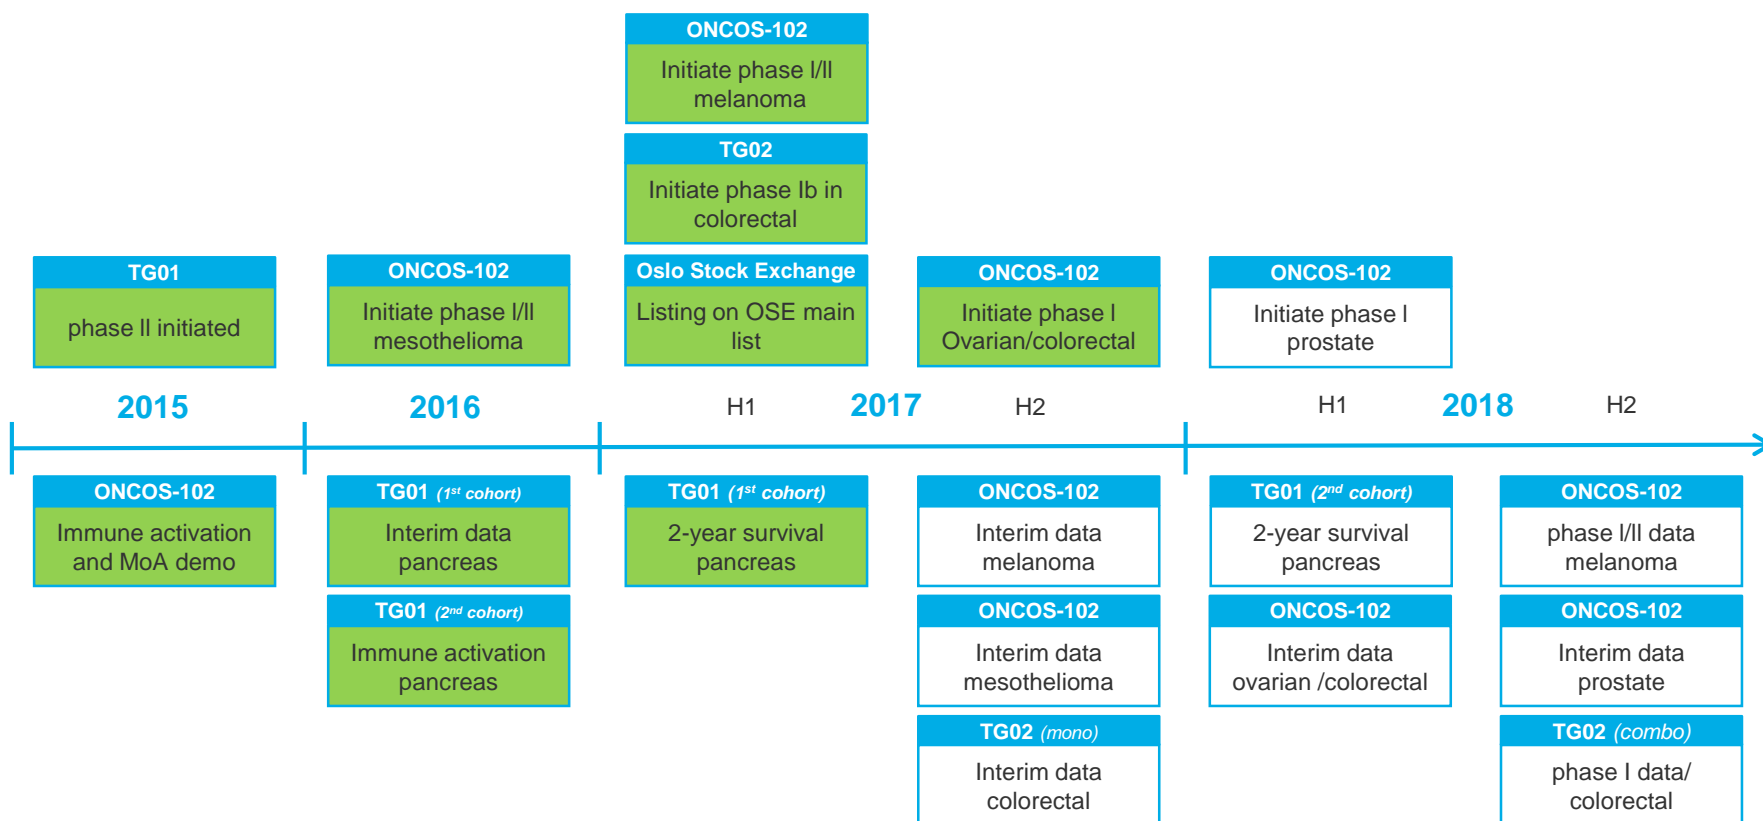 ONCOS-102
Initiate phase I/II
melanoma
TG02
Initiate phase Ib in
colorectal
TG01
phase II initiated
ONCOS-102
Initiate phase I/II
mesothelioma
Oslo Stock Exchange
Listing on OSE main
list
ONCOS-102
Initiate phase I
Ovarian/colorectal
ONCOS-102
Initiate phase I
prostate
2015
2016
H1
2017
H2
H1
2018
H2
ONCOS-102
Immune activation
and MoA demo
TG01 (1st cohort)
Interim data
pancreas
TG01 (2nd cohort)
Immune activation
pancreas
TG01 (1st cohort)
2-year survival
pancreas
ONCOS-102
Interim data
melanoma
ONCOS-102
Interim data
mesothelioma
TG02 (mono)
Interim data
colorectal
TG01 (2nd cohort)
2-year survival
pancreas
ONCOS-102
Interim data
ovarian /colorectal
ONCOS-102
phase I/II data
melanoma
ONCOS-102
Interim data
prostate
TG02 (combo)
phase I data/
colorectal